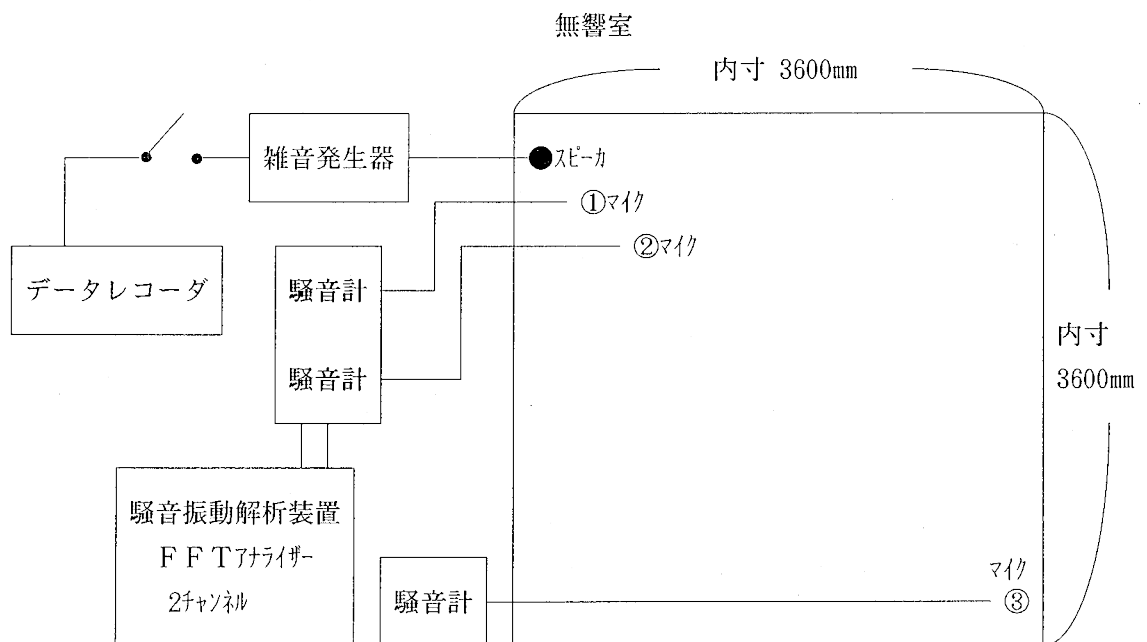 無響室
内寸 3600mm
雑音発生器
スピーカ
①マイク
②マイク
データレコーダ
騒音計
内寸
3600mm
騒音計
騒音振動解析装置
FFTアナライザー
2チャンネル
騒音計
マイク
③